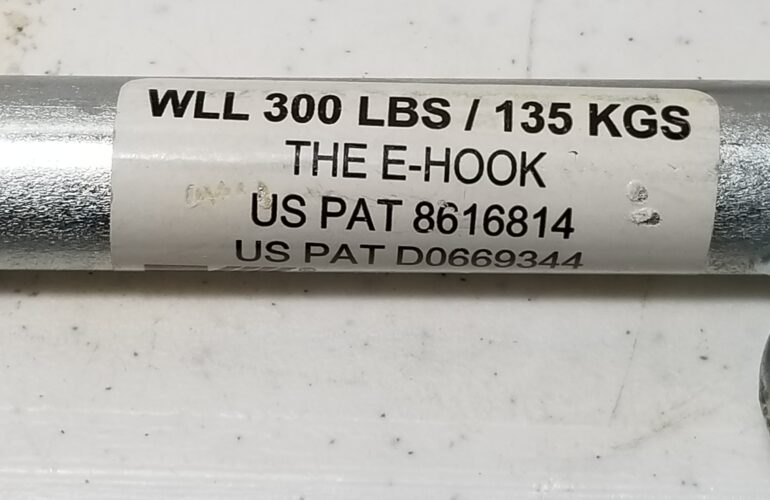 WLL 300 LBS / 135 KGS
THE E-HOOK
US PAT 8616814
US PAT D0669344